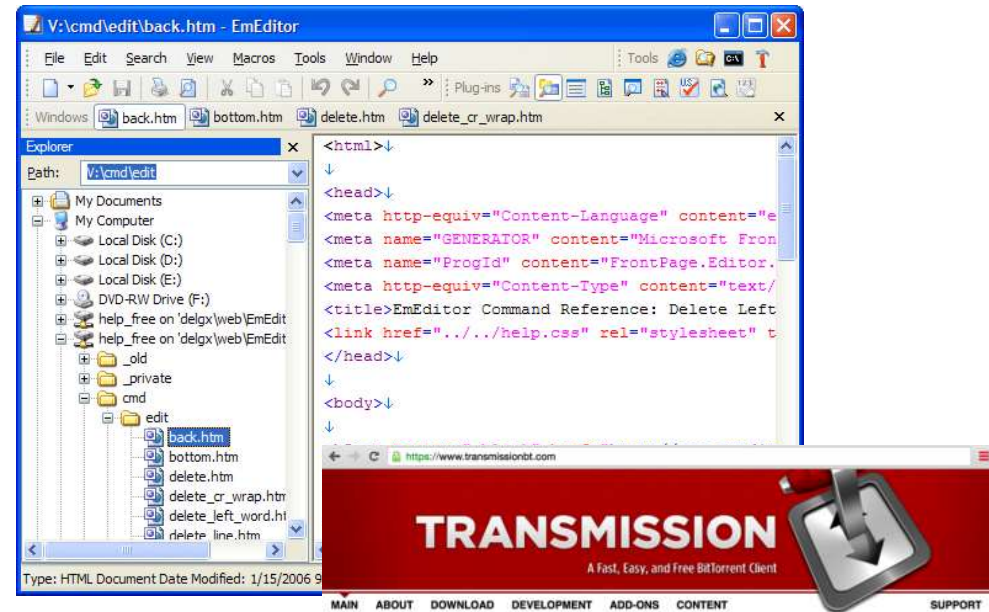 V:\cmd\edit\back.htm - EmEditor
File Edit Search View Macros Tools Window Help Tools
Plug-ins
Windows back.htm bottom.htm delete.htm delete_cr_wrap.htm
Explorer
Path: V:\cmd\edit
My Documents
My Computer
Local Disk (C:)
Local Disk (D:)
Local Disk (E:)
DVD-RW Drive (F:)
help_free on 'delgx\web\EmEdit
help_free on 'delgx\web\EmEdit
_old
_private
cmd
edit
back.htm
bottom.htm
delete.htm
delete_cr_wrap.htm
delete_left_word.ht
delete_line.htm
Type: HTML Document Date Modified: 1/15/2006 9
<html>↓
↓
<head>↓
<meta http-equiv="Content-Language" content="e
<meta name="GENERATOR" content="Microsoft Fron
<meta name="ProgId" content="FrontPage.Editor.
<meta http-equiv="Content-Type" content="text/
<title>EmEditor Command Reference: Delete Left
<link href="../../help.css" rel="stylesheet" t
</head>↓
↓
<body>↓
↓
https://www.transmissionbt.com
TRANSMISSION
A Fast, Easy, and Free BitTorrent Client
MAIN ABOUT DOWNLOAD DEVELOPMENT ADD-ONS CONTENT SUPPORT